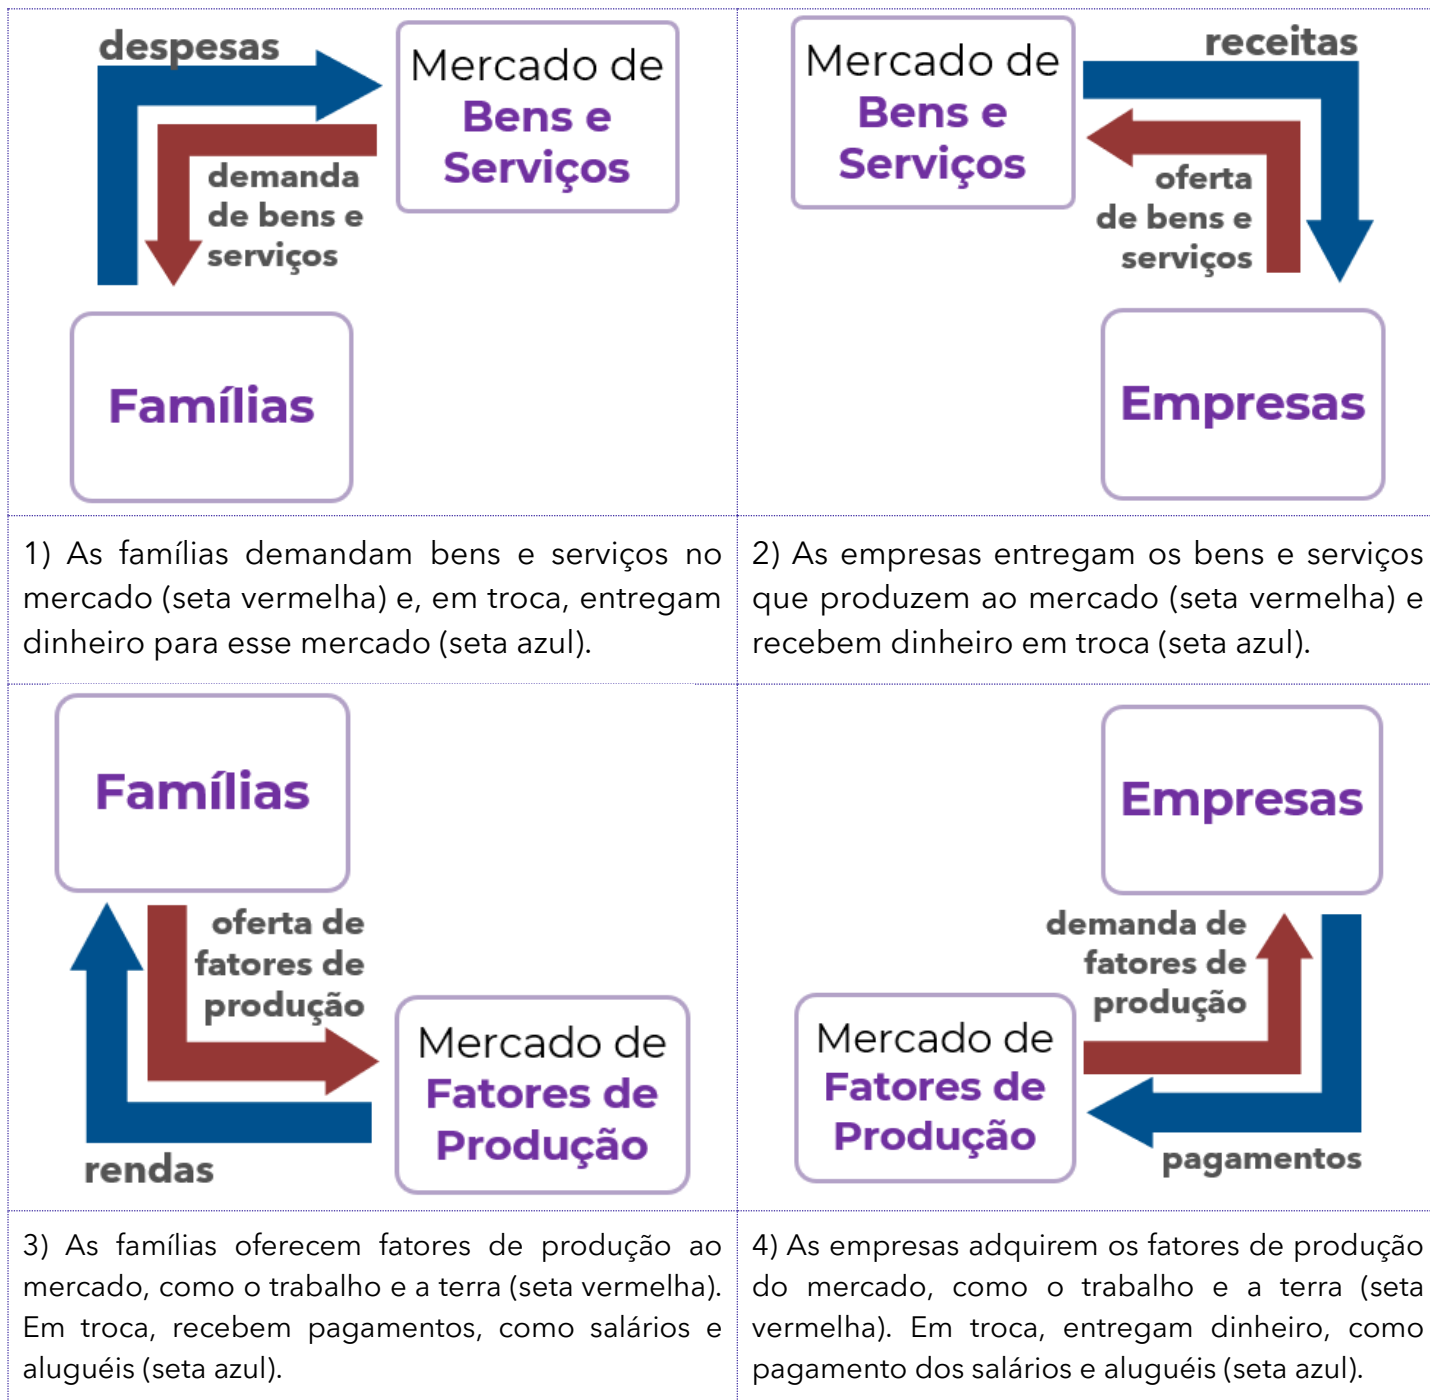 despesas
Mercado de
Bens e
Serviços
demanda
de bens e
serviços
Famílias
Mercado de
Bens e
Serviços
receitas
oferta
de bens e
serviços
Empresas
1) As famílias demandam bens e serviços no
mercado (seta vermelha) e, em troca, entregam
dinheiro para esse mercado (seta azul).
2) As empresas entregam os bens e serviços
que produzem ao mercado (seta vermelha) e
recebem dinheiro em troca (seta azul).
Famílias
oferta de
fatores de
produção
Mercado de
Fatores de
Produção
rendas
Empresas
demanda de
fatores de
produção
Mercado de
Fatores de
Produção
pagamentos
3) As famílias oferecem fatores de produção ao
mercado, como o trabalho e a terra (seta vermelha).
Em troca, recebem pagamentos, como salários e
aluguéis (seta azul).
4) As empresas adquirem os fatores de produção
do mercado, como o trabalho e a terra (seta
vermelha). Em troca, entregam dinheiro, como
pagamento dos salários e aluguéis (seta azul).